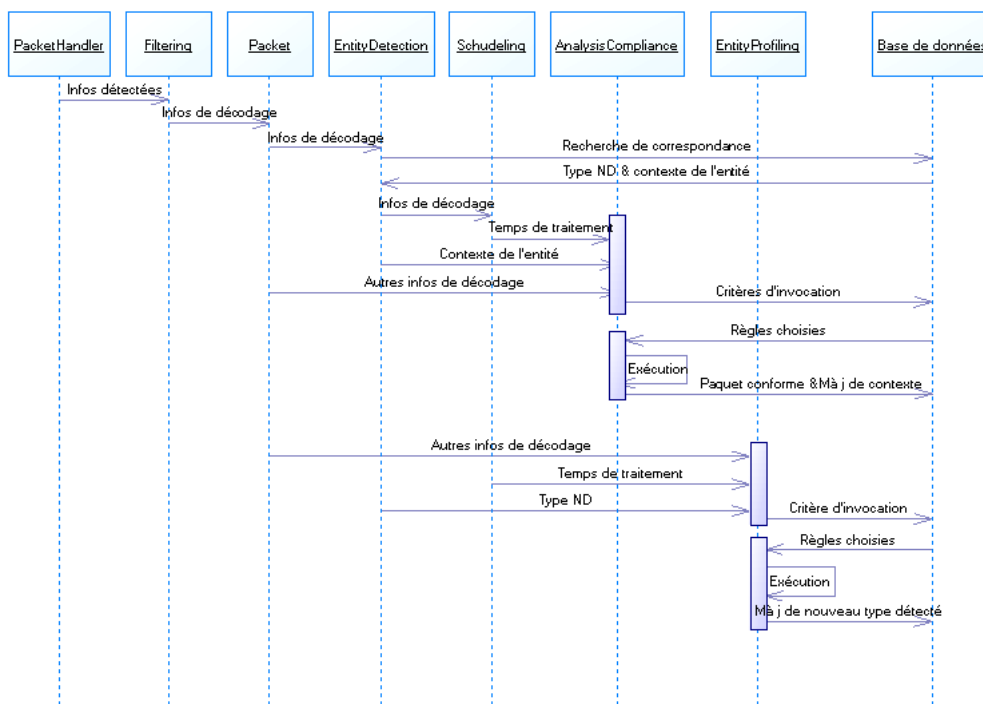 PacketHandler
Filtering
Packet
EntityDetection
Schudeling
AnalysisCompliance
EntityProfiling
Base de données
Infos détectées
Infos de décodage
Infos de décodage
Recherche de correspondance
Type ND & contexte de l'entité
Infos de décodage
Temps de traitement
Contexte de l'entité
Autres infos de décodage
Critères d'invocation
Règles choisies
Exécution
Paquet conforme &Mà j de contexte
Autres infos de décodage
Temps de traitement
Type ND
Critère d'invocation
Règles choisies
Exécution
Mà j de nouveau type détecté